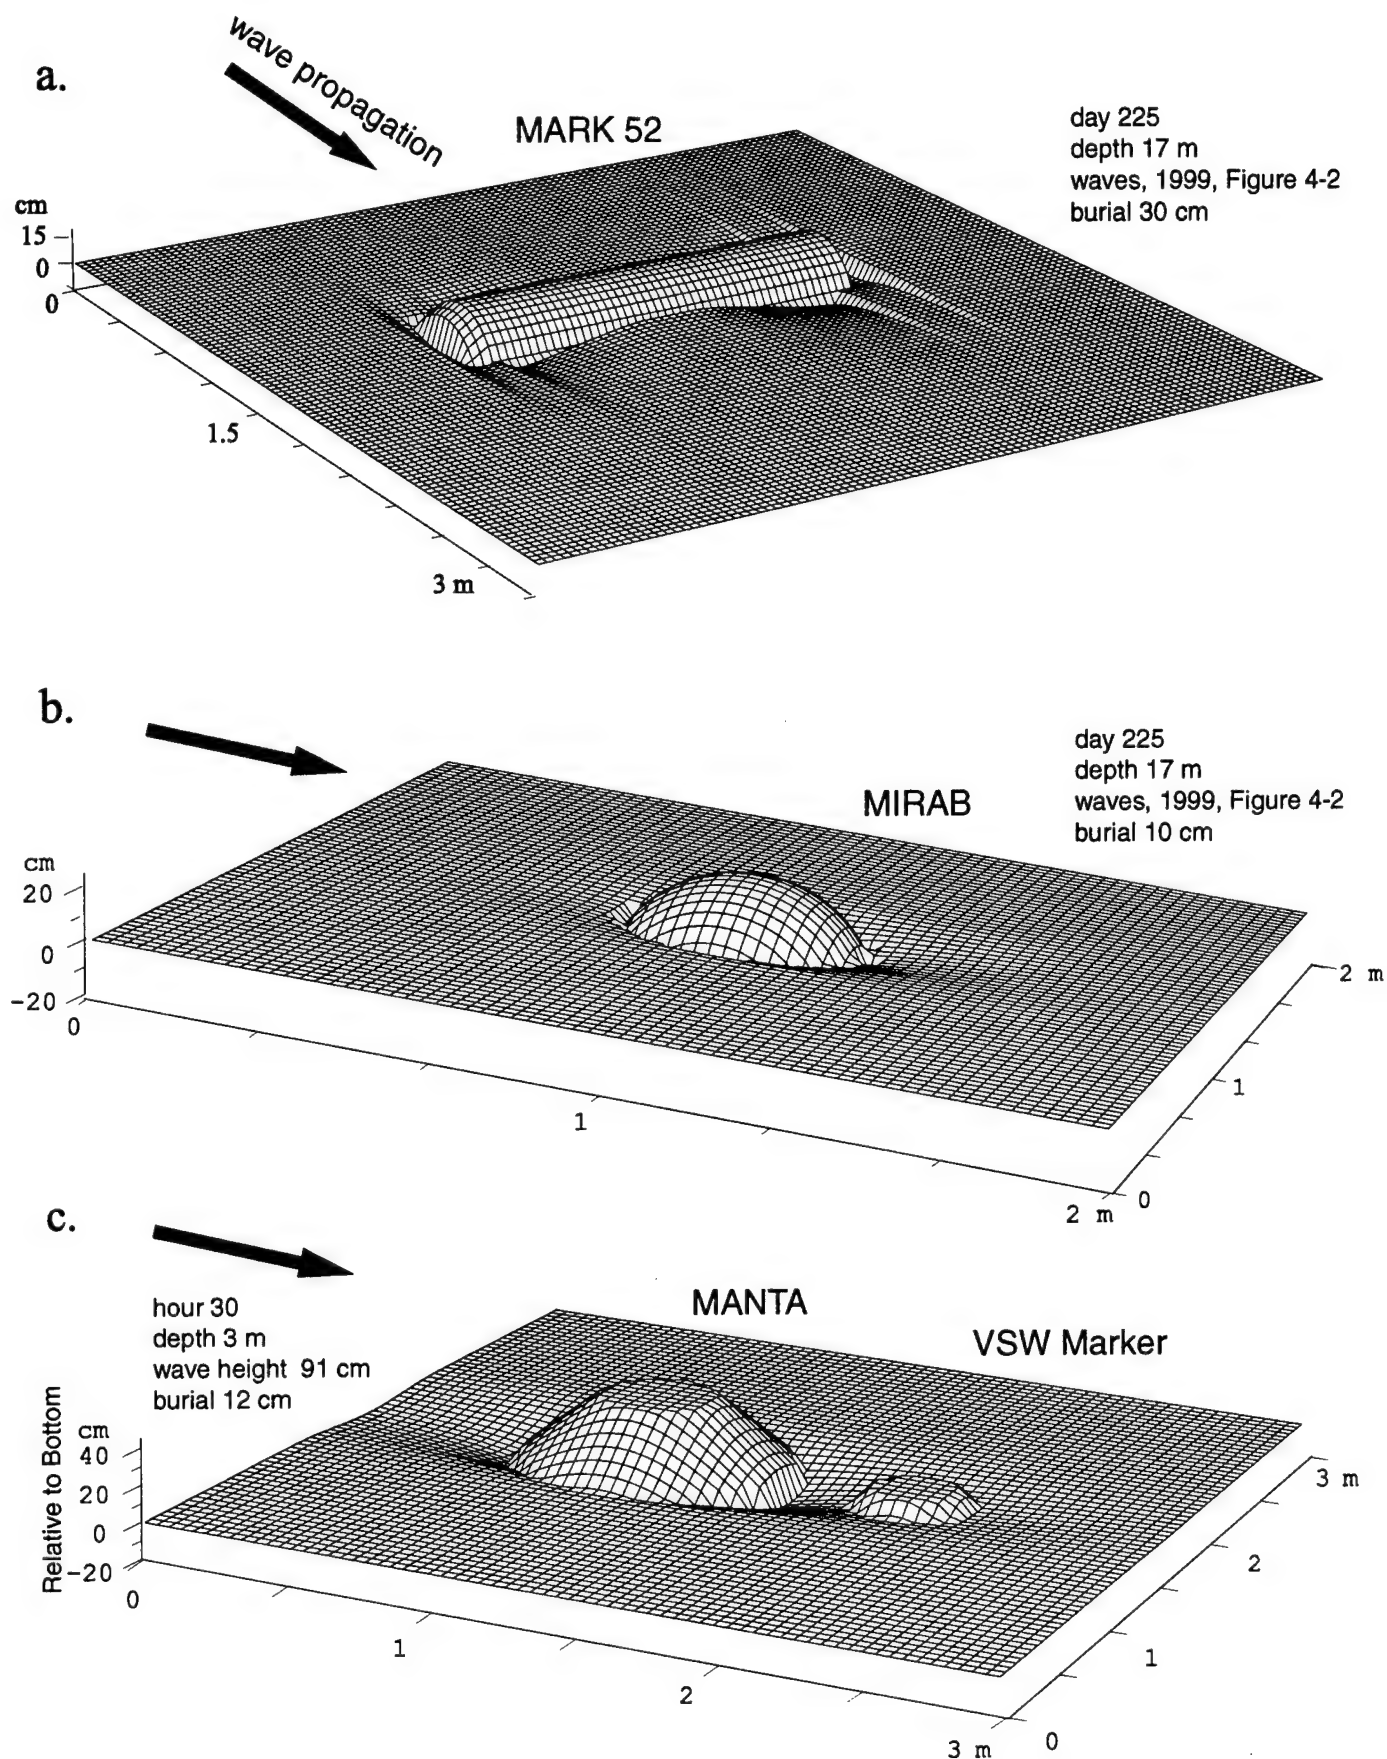 a.
wave propagation
MARK 52
day 225
depth 17 m
waves, 1999, Figure 4-2
burial 30 cm
cm
15
0
0
1.5
3 m
b.
MIRAB
day 225
depth 17 m
waves, 1999, Figure 4-2
burial 10 cm
cm
20
0
-20
0
1
2 m
0
1
2 m
c.
hour 30
depth 3 m
wave height 91 cm
burial 12 cm
MANTA
VSW Marker
Relative to Bottom
cm
40
20
0
-20
0
1
2
3 m
0
1
2
3 m